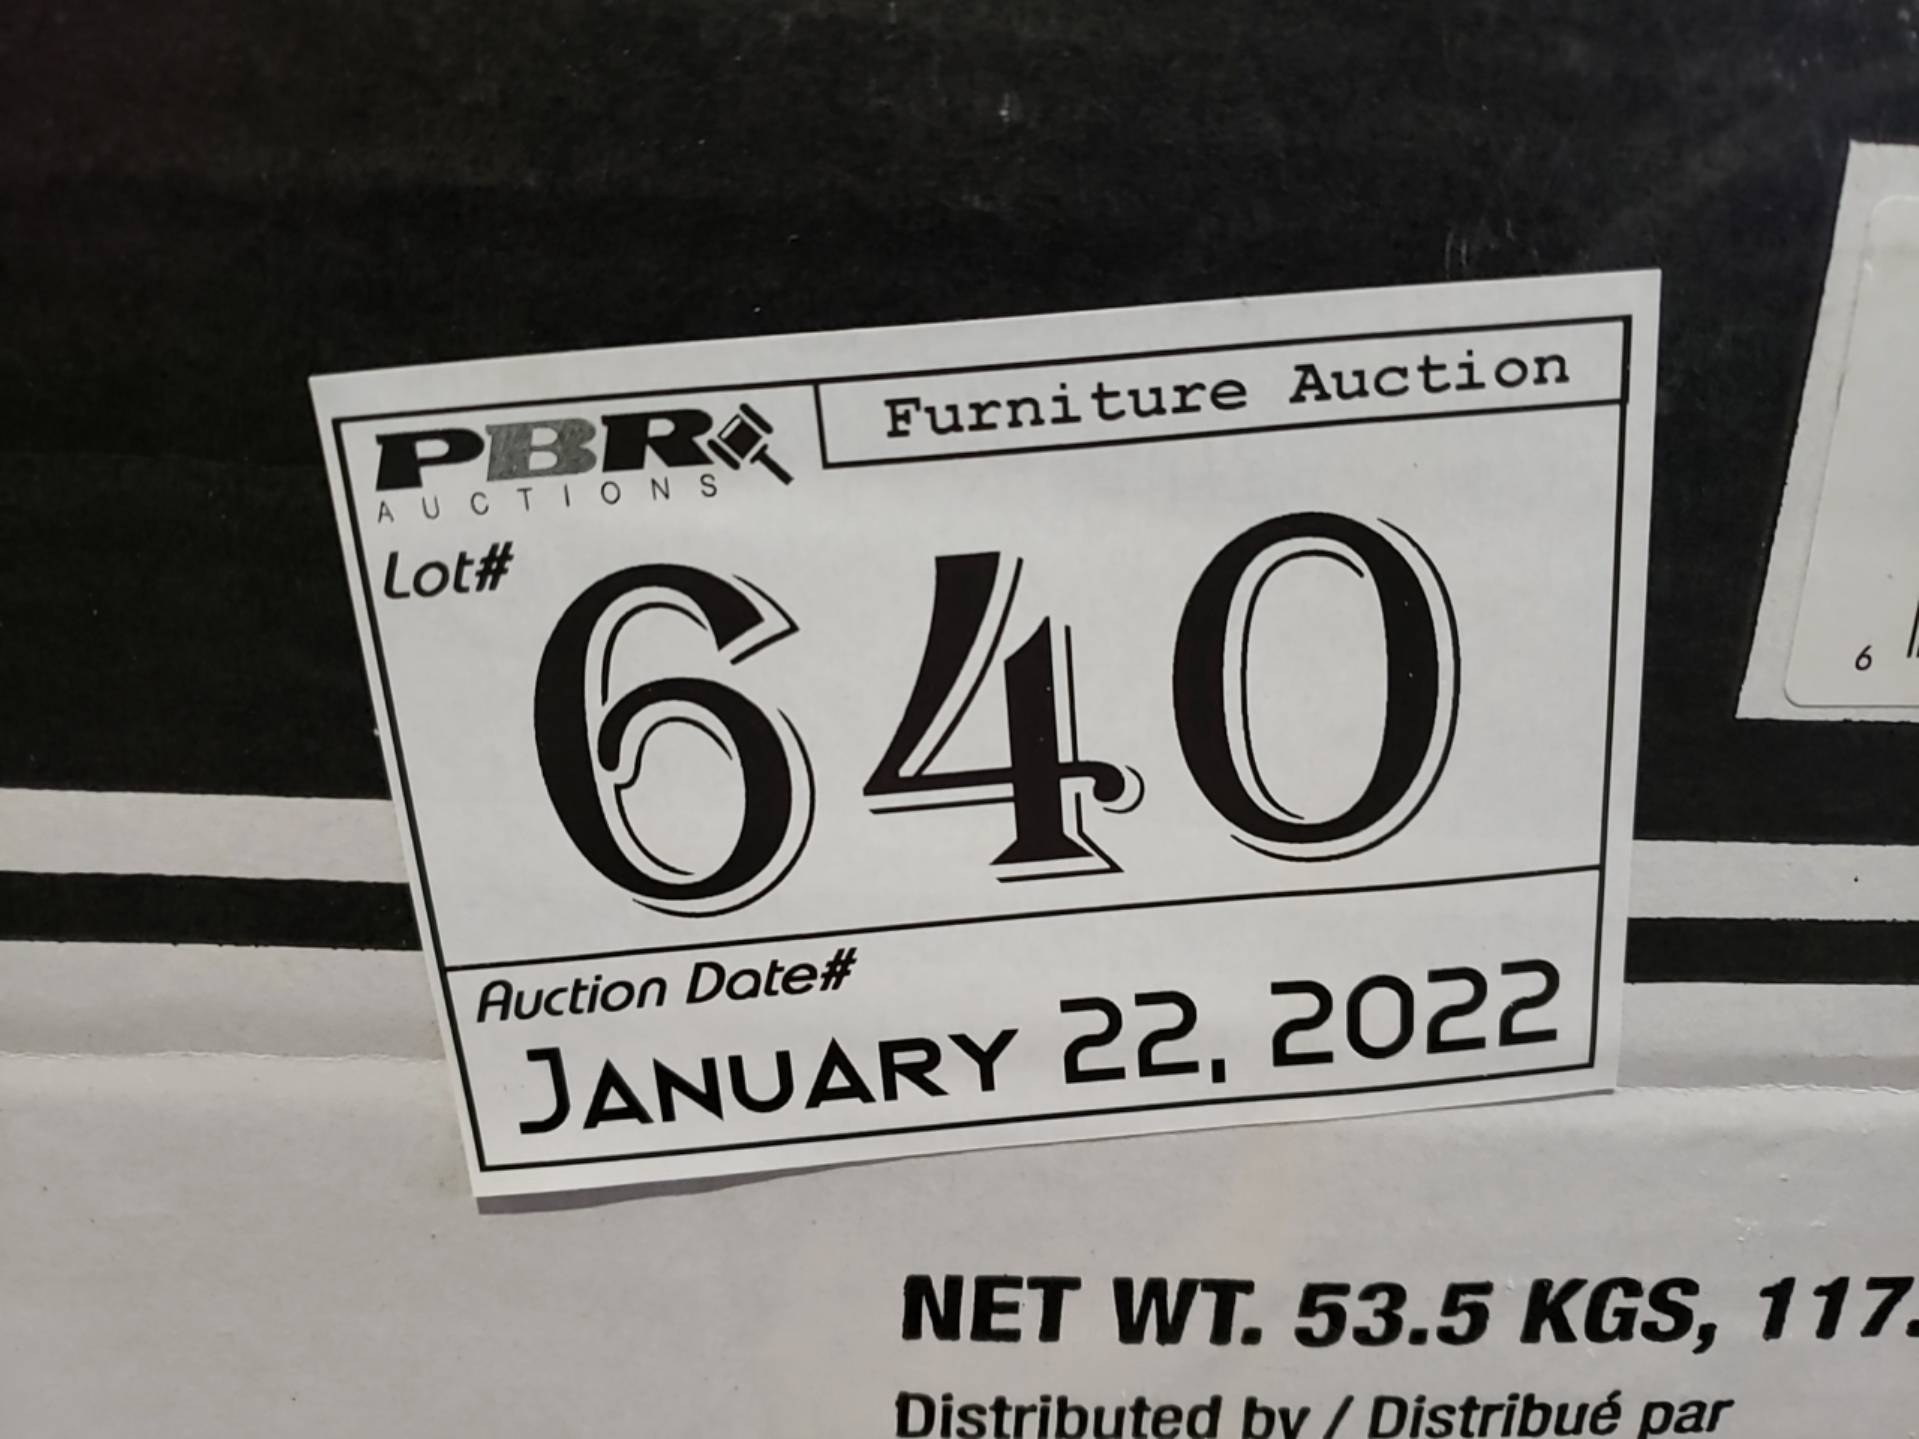 PBR
AUCTIONS
Furniture Auction
Lot#
640
Auction Date#
January 22, 2022
6
NET WT. 53.5 KGS, 117.
Distributed by / Distribué par